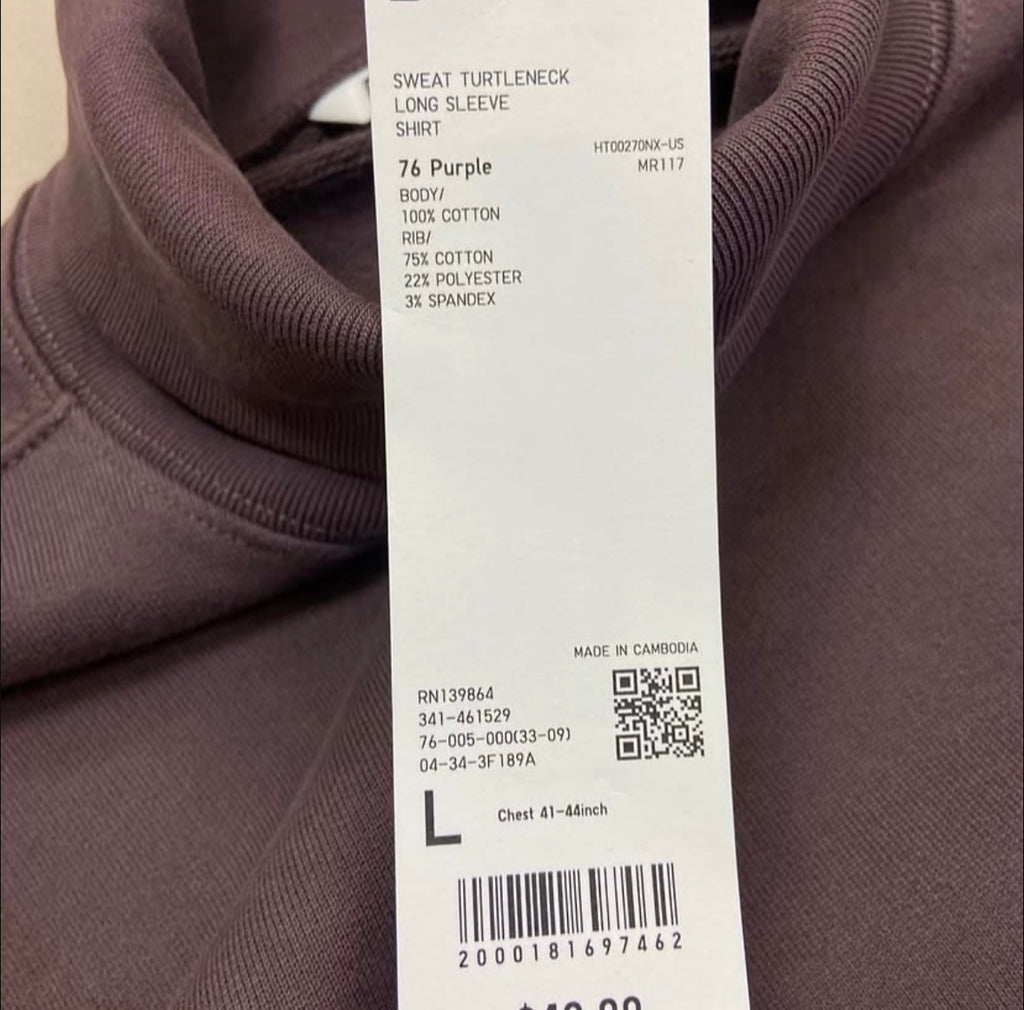 SWEAT TURTLENECK
LONG SLEEVE
SHIRT
HT00270NX-US
76 Purple
MR117
BODY/
100% COTTON
RIB/
75% COTTON
22% POLYESTER
3% SPANDEX
MADE IN CAMBODIA
RN139864
341-461529
76-005-000(33-09)
04-34-3F189A
L
Chest 41-44inch
2000181697462